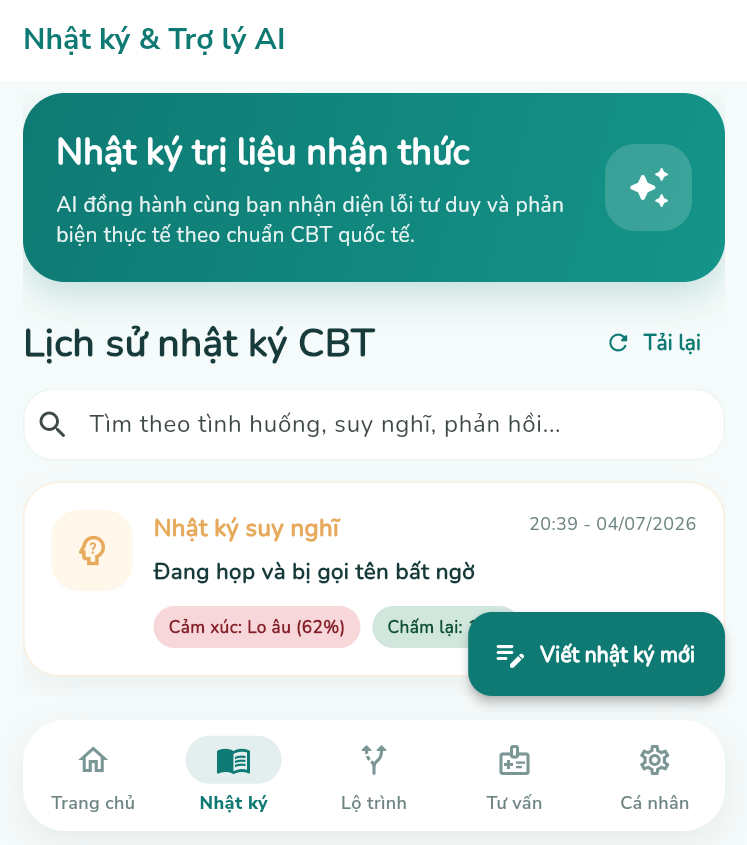 Nhật ký & Trợ lý AI
Nhật ký trị liệu nhận thức
AI đồng hành cùng bạn nhận diện lỗi tư duy và phản
biện thực tế theo chuẩn CBT quốc tế.
Lịch sử nhật ký CBT
Tải lại
Tìm theo tình huống, suy nghĩ, phản hồi...
Nhật ký suy nghĩ
20:39 - 04/07/2026
Đang họp và bị gọi tên bất ngờ
Cảm xúc: Lo âu (62%)
Chấm lại:
Viết nhật ký mới
Trang chủ
Nhật ký
Lộ trình
Tư vấn
Cá nhân